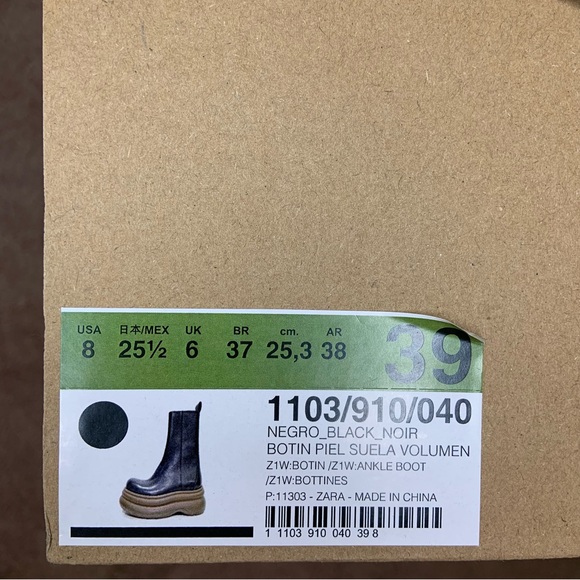 USA 日本/MEX UK BR cm. AR
8 25½ 6 37 25,3 38 39
1103/910/040
NEGRO_BLACK_NOIR
BOTIN PIEL SUELA VOLUMEN
Z1W:BOTIN /Z1W:ANKLE BOOT
/Z1W:BOTTINES
P:11303 - ZARA - MADE IN CHINA
1 1103 910 040 39 8